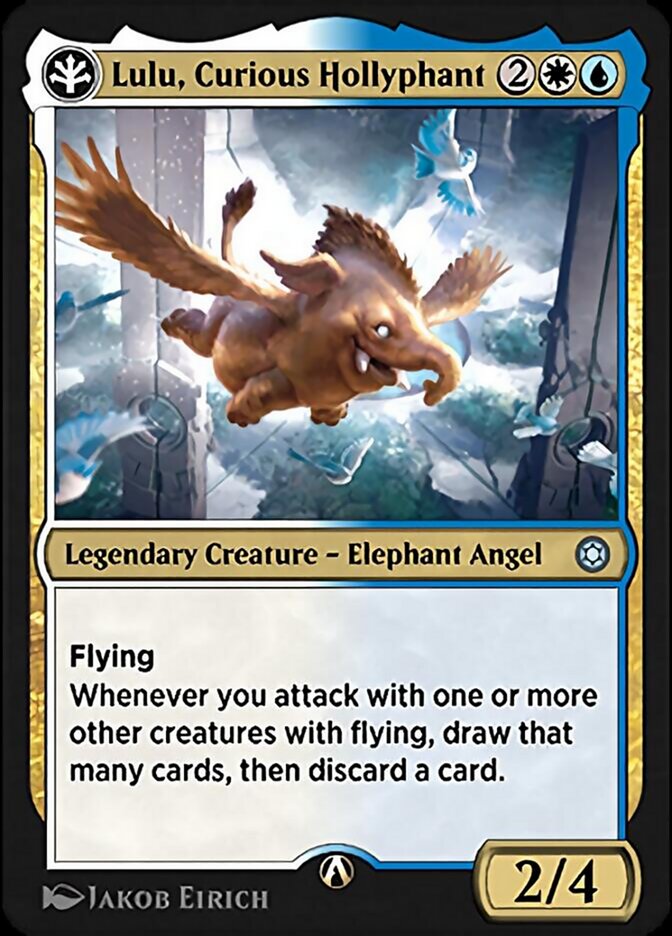 Lulu, Curious Hollyphant 2
Legendary Creature – Elephant Angel
Flying
Whenever you attack with one or more
other creatures with flying, draw that
many cards, then discard a card.
2/4
Jakob Eirich